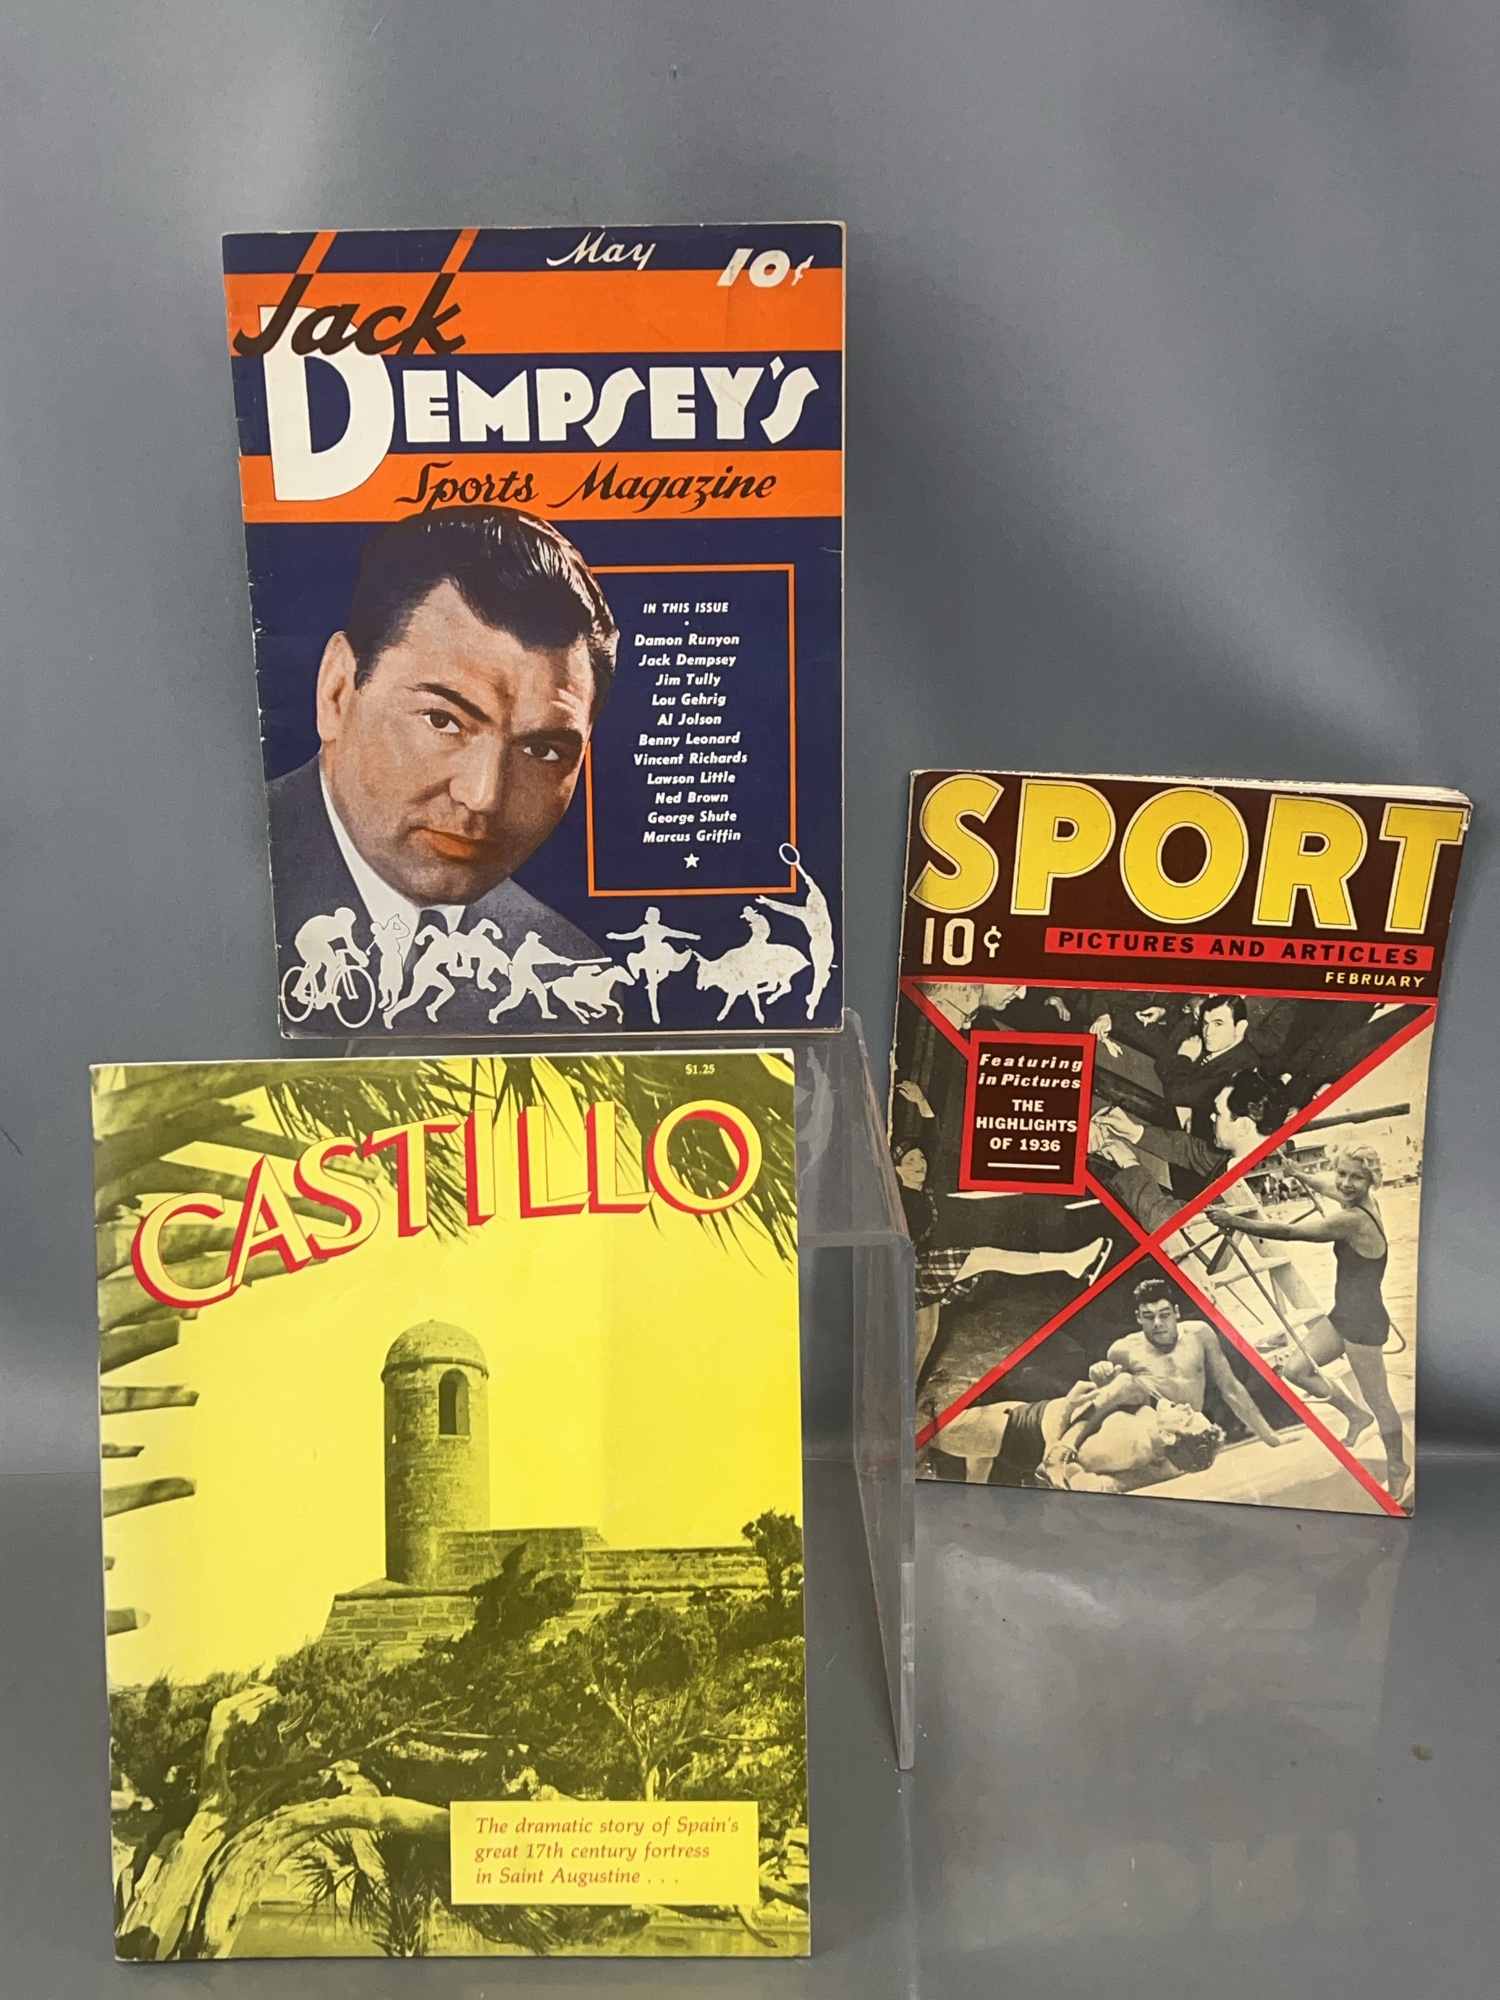 May
10¢
Jack
DEMPSEY'S
Sports Magazine
IN THIS ISSUE
Damon Runyon
Jack Dempsey
Jim Tully
Lou Gehrig
Al Jolson
Benny Leonard
Vincent Richards
Lawson Little
Ned Brown
George Shute
Marcus Griffin
SPORT
10¢
PICTURES AND ARTICLES
FEBRUARY
Featuring
in Pictures
THE
HIGHLIGHTS
OF 1936
$1.25
CASTILLO
The dramatic story of Spain's
great 17th century fortress
in Saint Augustine . . .